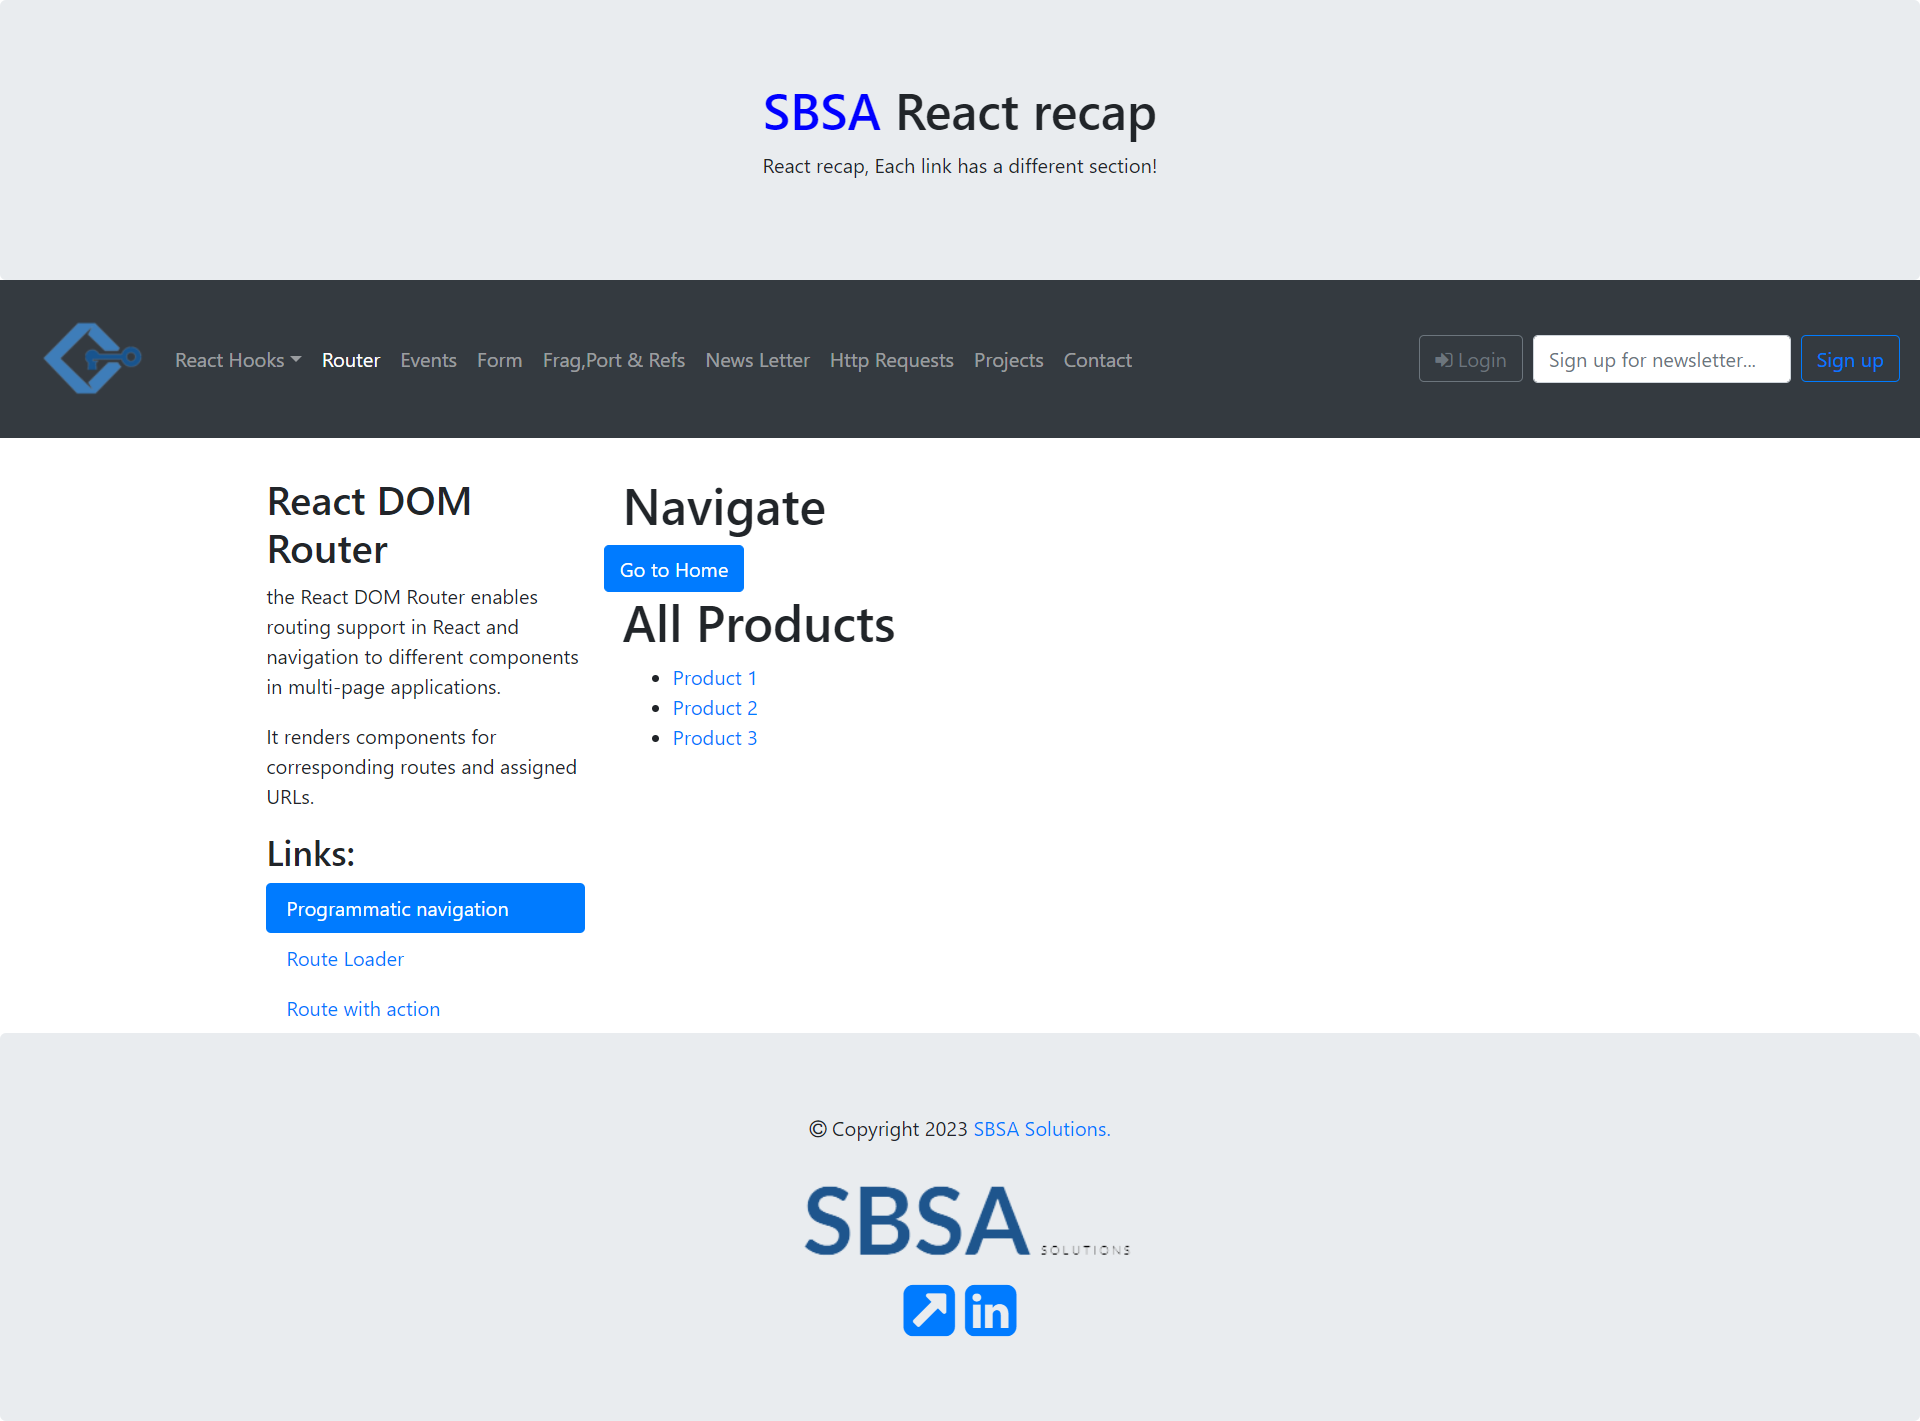 SBSA React recap
React recap, Each link has a different section!
React Hooks Router Events Form Frag,Port & Refs News Letter Http Requests Projects Contact Login Sign up for newsletter... Sign up
React DOM
Router
the React DOM Router enables
routing support in React and
navigation to different components
in multi-page applications.
It renders components for
corresponding routes and assigned
URLs.
Links:
Programmatic navigation
Route Loader
Route with action
Navigate
Go to Home
All Products
Product 1
Product 2
Product 3
© Copyright 2023 SBSA Solutions.
SBSA SOLUTIONS
in